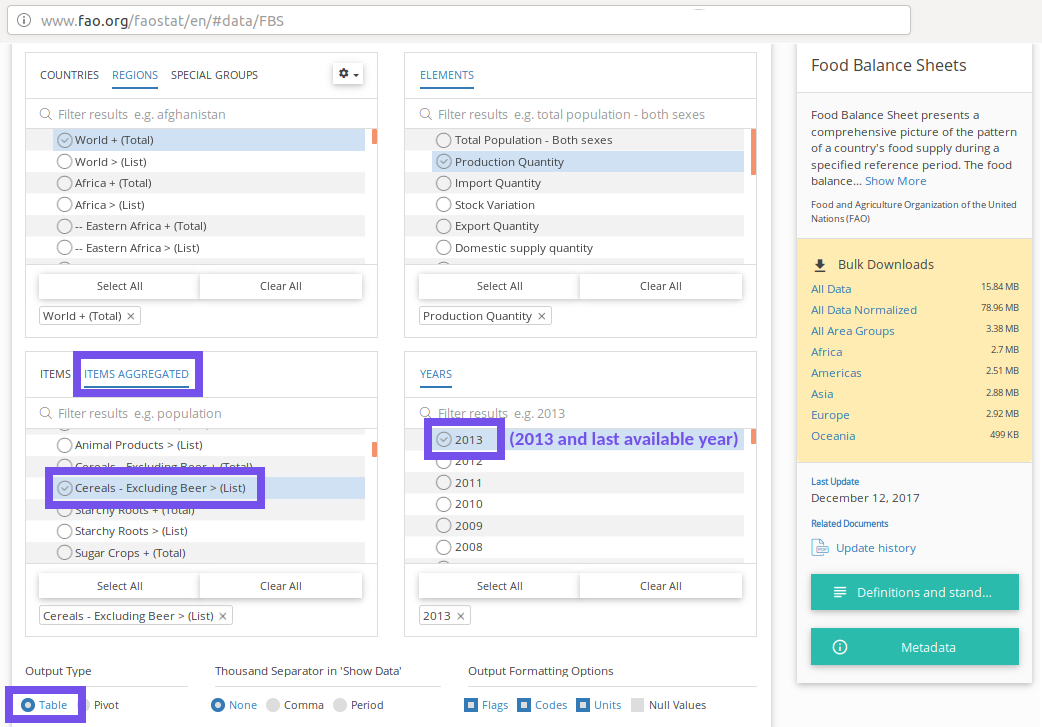 www.fao.org/faostat/en/#data/FBS
COUNTRIES REGIONS SPECIAL GROUPS
Filter results e.g. afghanistan
World + (Total)
World > (List)
Africa + (Total)
Africa > (List)
-- Eastern Africa + (Total)
-- Eastern Africa > (List)
Select All Clear All
World + (Total) ×
ELEMENTS
Filter results e.g. total population - both sexes
Total Population - Both sexes
Production Quantity
Import Quantity
Stock Variation
Export Quantity
Domestic supply quantity
Select All Clear All
Production Quantity ×
ITEMS ITEMS AGGREGATED
Filter results e.g. population
Animal Products > (List)
Cereals - Excluding Beer + (Total)
Cereals - Excluding Beer > (List)
Starchy Roots + (Total)
Starchy Roots > (List)
Sugar Crops + (Total)
Select All Clear All
Cereals - Excluding Beer > (List) ×
YEARS
Filter results e.g. 2013
2013 (2013 and last available year)
2012
2011
2010
2009
2008
Select All Clear All
2013 ×
Output Type
Table Pivot
Thousand Separator in 'Show Data'
None Comma Period
Output Formatting Options
Flags Codes Units Null Values
Food Balance Sheets
Food Balance Sheet presents a
comprehensive picture of the pattern
of a country's food supply during a
specified reference period. The food
balance... Show More
Food and Agriculture Organization of the United
Nations (FAO)
Bulk Downloads
All Data 15.84 MB
All Data Normalized 78.96 MB
All Area Groups 3.38 MB
Africa 2.7 MB
Americas 2.51 MB
Asia 2.88 MB
Europe 2.92 MB
Oceania 499 KB
Last Update
December 12, 2017
Related Documents
Update history
Definitions and stand...
Metadata